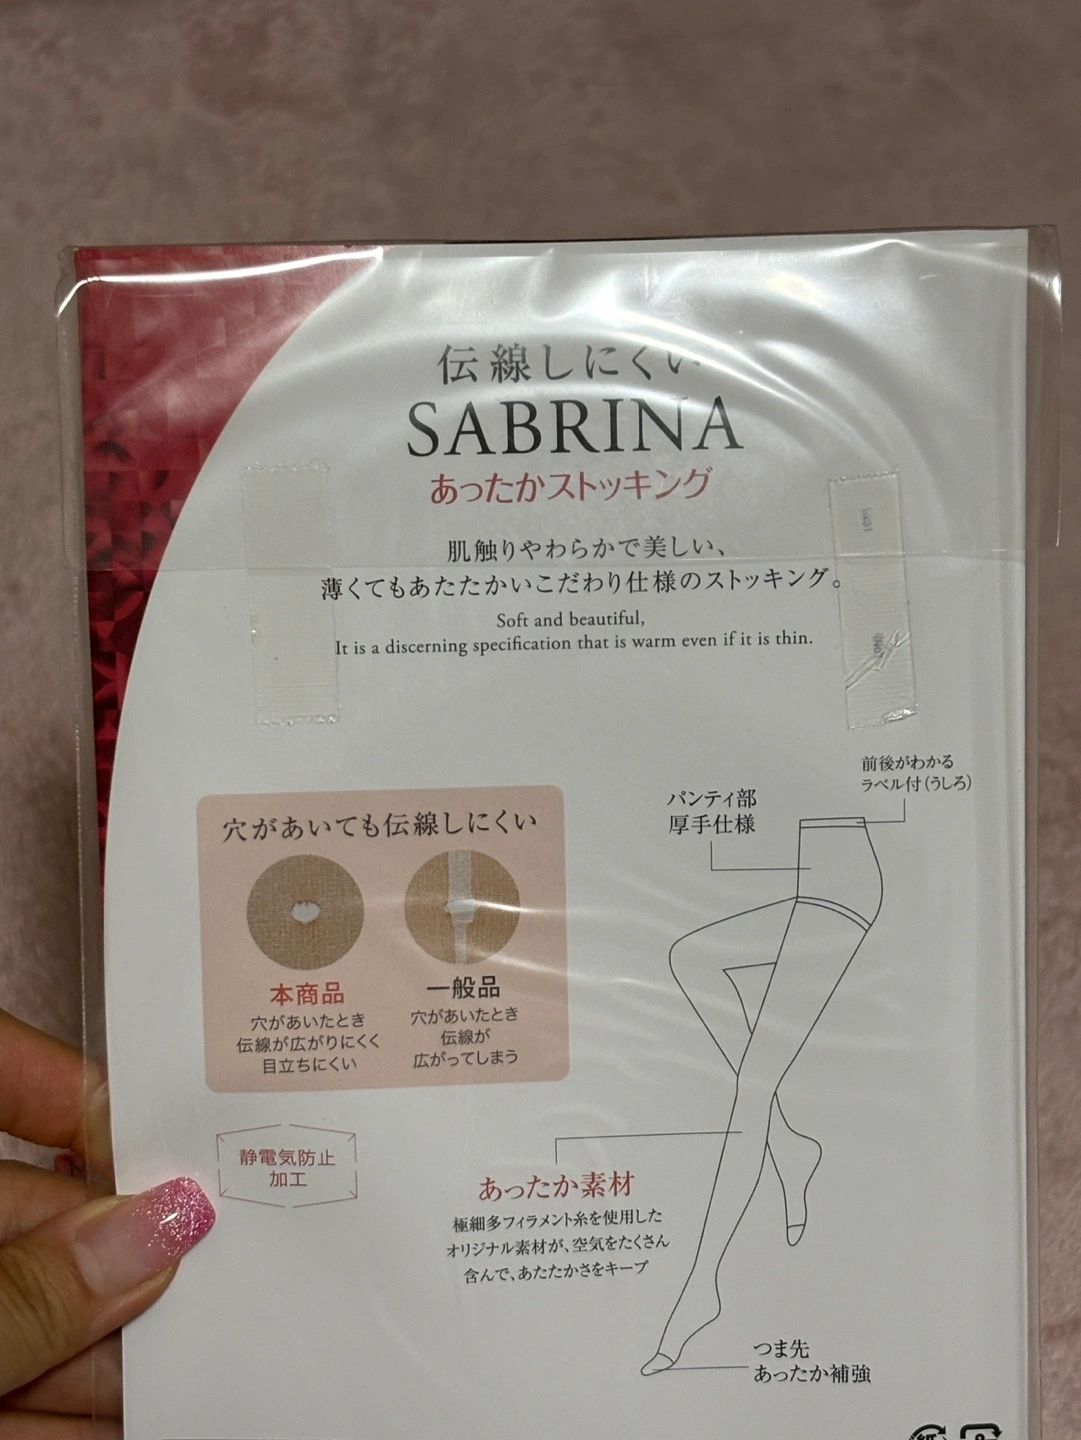 伝線しにくい
SABRINA
あったかストッキング
肌触りやわらかで美しい、
薄くてもあたたかいこだわり仕様のストッキング。
Soft and beautiful,
It is a discerning specification that is warm even if it is thin.
前後がわかる
ラベル付(うしろ)
パンティ部
厚手仕様
穴があいても伝線しにくい
本商品
穴があいたとき
伝線が広がりにくく
目立ちにくい
一般品
穴があいたとき
伝線が
広がってしまう
静電気防止
加工
あったか素材
極細多フィラメント糸を使用した
オリジナル素材が、空気をたくさん
含んで、あたたかさをキープ
つま先
あったか補強